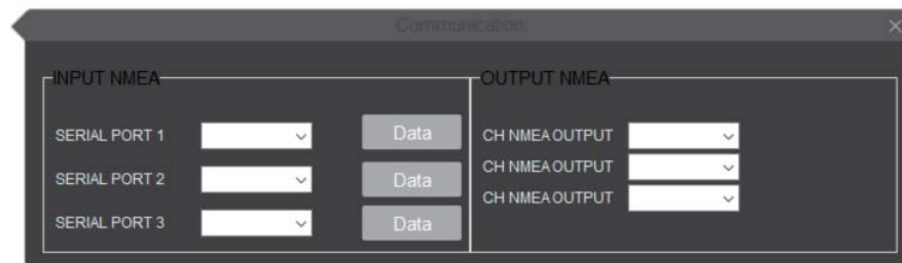 Communication
INPUT NMEA
SERIAL PORT 1 Data
SERIAL PORT 2 Data
SERIAL PORT 3 Data
OUTPUT NMEA
CH NMEA OUTPUT
CH NMEA OUTPUT
CH NMEA OUTPUT